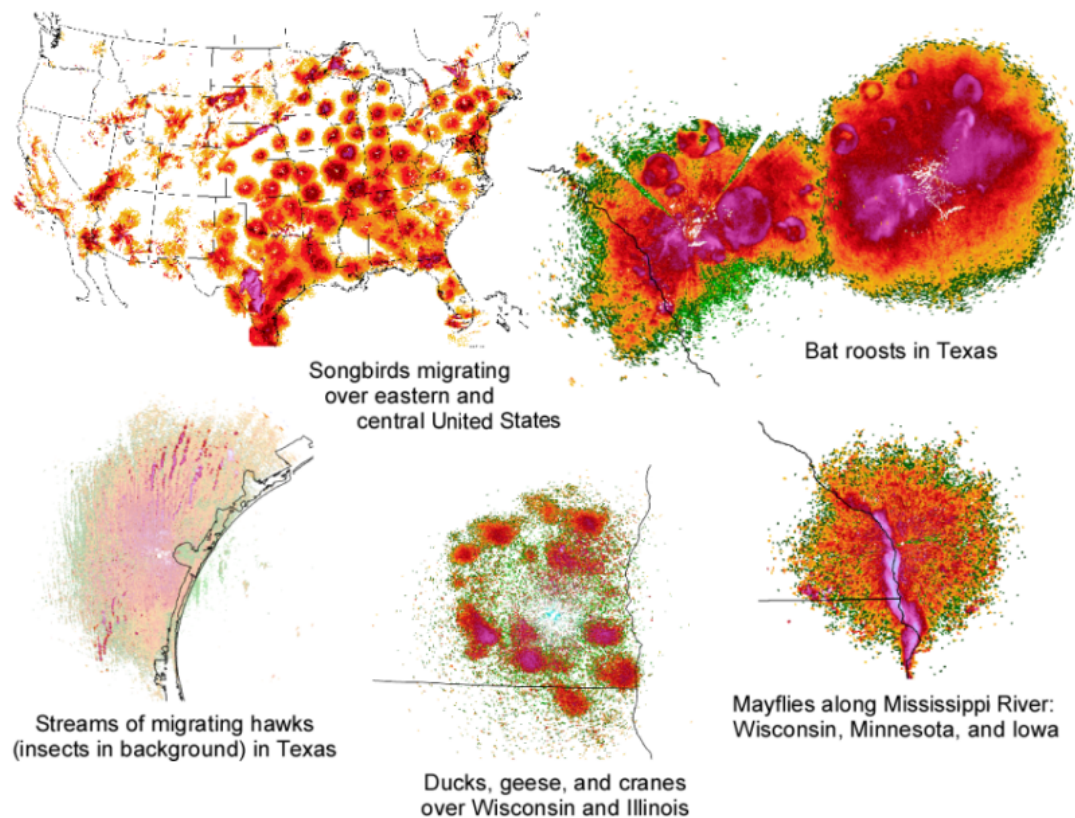 Songbirds migrating
over eastern and
central United States
Bat roosts in Texas
Streams of migrating hawks
(insects in background) in Texas
Ducks, geese, and cranes
over Wisconsin and Illinois
Mayflies along Mississippi River:
Wisconsin, Minnesota, and Iowa